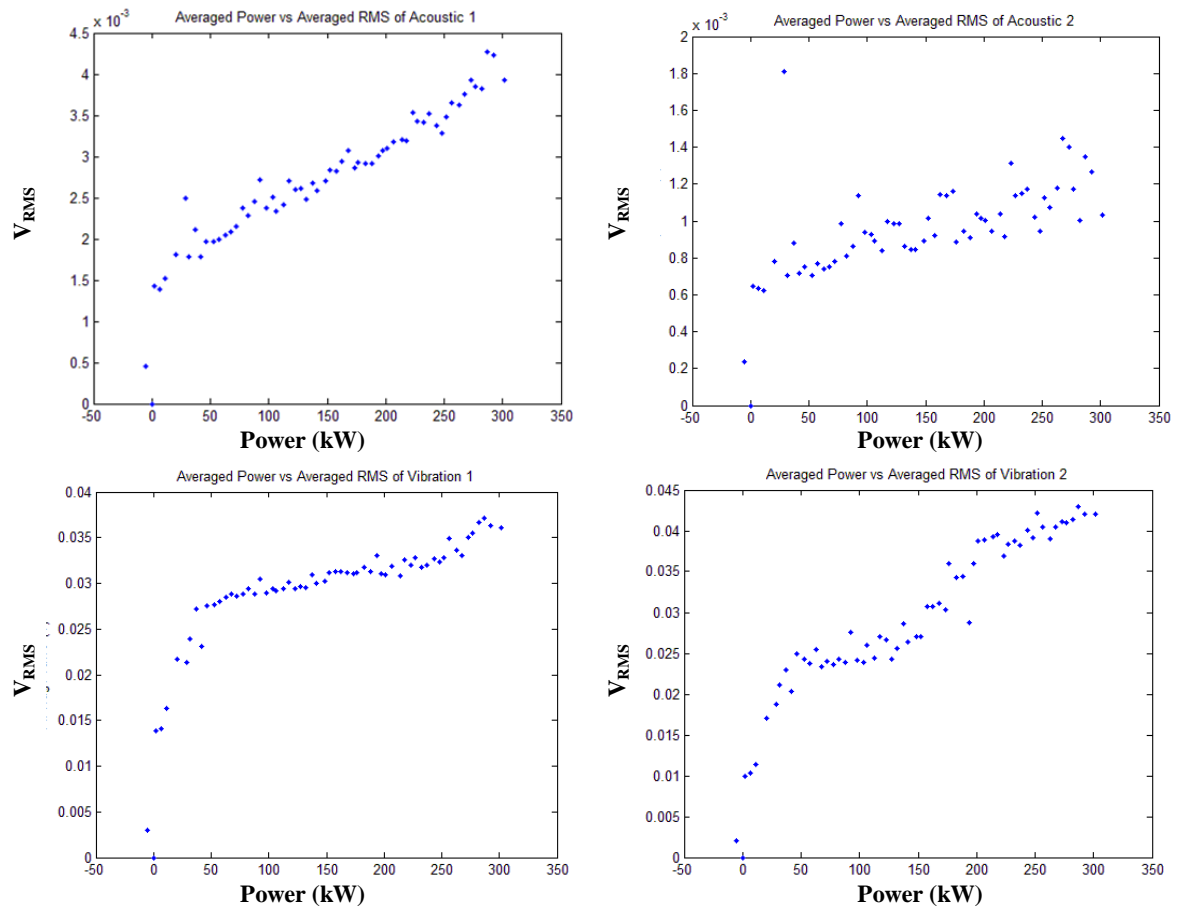 Averaged Power vs Averaged RMS of Acoustic 1
x 10⁻³
4.5
4
3.5
3
2.5
2
1.5
1
0.5
0
V_RMS
-50 0 50 100 150 200 250 300 350
Power (kW)
Averaged Power vs Averaged RMS of Acoustic 2
x 10⁻³
2
1.8
1.6
1.4
1.2
1
0.8
0.6
0.4
0.2
0
V_RMS
-50 0 50 100 150 200 250 300 350
Power (kW)
Averaged Power vs Averaged RMS of Vibration 1
0.04
0.035
0.03
0.025
0.02
0.015
0.01
0.005
0
V_RMS
-50 0 50 100 150 200 250 300 350
Power (kW)
Averaged Power vs Averaged RMS of Vibration 2
0.045
0.04
0.035
0.03
0.025
0.02
0.015
0.01
0.005
0
V_RMS
-50 0 50 100 150 200 250 300 350
Power (kW)